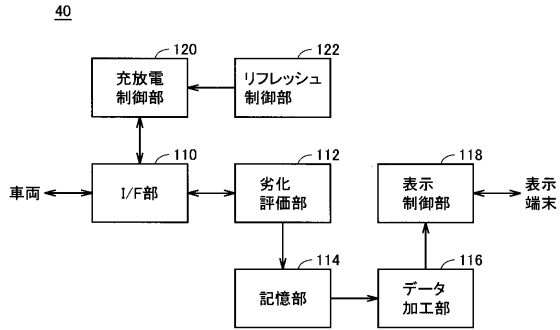 40
120
充放電
制御部
122
リフレッシュ
制御部
車両
110
I/F部
112
劣化
評価部
118
表示
制御部
表示
端末
114
記憶部
116
データ
加工部